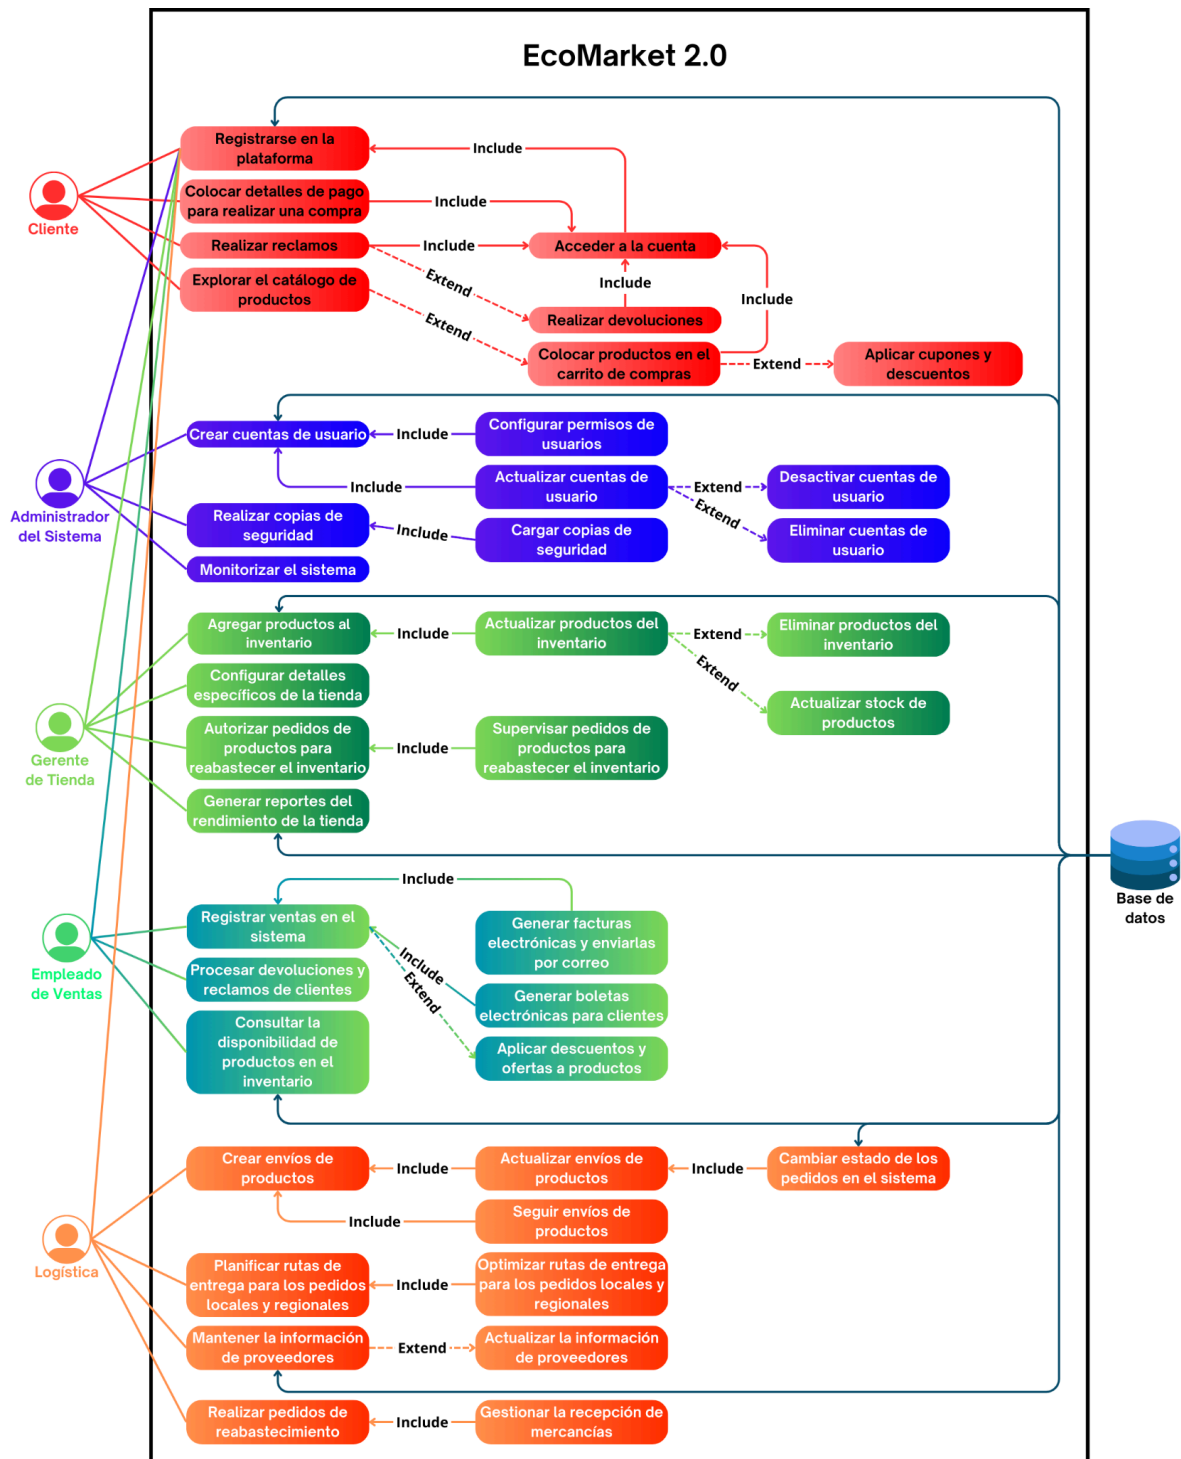 EcoMarket 2.0
Registrarse en la
plataforma
Include
Colocar detalles de pago
para realizar una compra
Include
Cliente
Realizar reclamos
Include
Acceder a la cuenta
Extend
Include
Explorar el catálogo de
productos
Include
Extend
Realizar devoluciones
Colocar productos en el
carrito de compras
Extend
Aplicar cupones y
descuentos
Crear cuentas de usuario
Include
Configurar permisos de
usuarios
Include
Actualizar cuentas de
usuario
Extend
Desactivar cuentas de
usuario
Extend
Administrador
del Sistema
Realizar copias de
seguridad
Include
Cargar copias de
seguridad
Eliminar cuentas de
usuario
Monitorizar el sistema
Agregar productos al
inventario
Include
Actualizar productos del
inventario
Extend
Eliminar productos del
inventario
Extend
Configurar detalles
específicos de la tienda
Actualizar stock de
productos
Gerente
de Tienda
Autorizar pedidos de
productos para
reabastecer el inventario
Include
Supervisar pedidos de
productos para
reabastecer el inventario
Generar reportes del
rendimiento de la tienda
Base de
datos
Include
Registrar ventas en el
sistema
Generar facturas
electrónicas y enviarlas
por correo
Include
Extend
Empleado
de Ventas
Procesar devoluciones y
reclamos de clientes
Generar boletas
electrónicas para clientes
Consultar la
disponibilidad de
productos en el
inventario
Aplicar descuentos y
ofertas a productos
Crear envíos de
productos
Include
Actualizar envíos de
productos
Include
Cambiar estado de los
pedidos en el sistema
Include
Seguir envíos de
productos
Logística
Planificar rutas de
entrega para los pedidos
locales y regionales
Include
Optimizar rutas de entrega
para los pedidos locales y
regionales
Mantener la información
de proveedores
Extend
Actualizar la información
de proveedores
Realizar pedidos de
reabastecimiento
Include
Gestionar la recepción de
mercancías